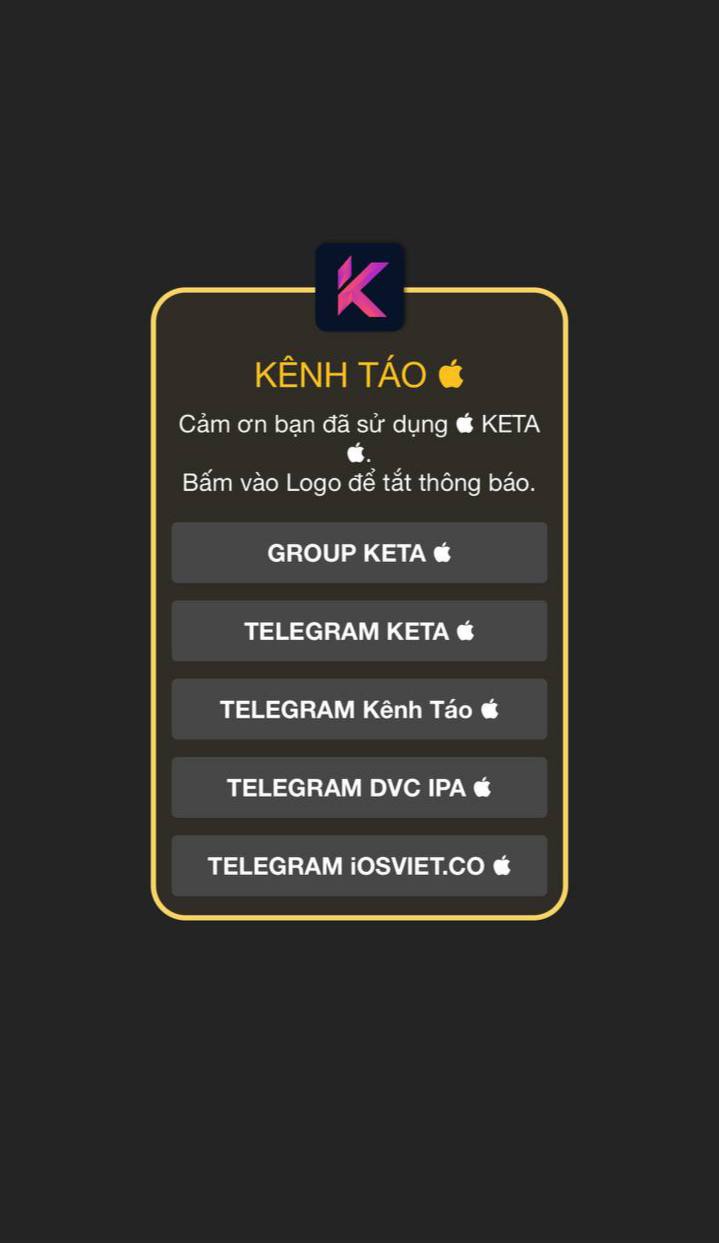 KÊNH TÁO 
Cảm ơn bạn đã sử dụng  KETA
.
Bấm vào Logo để tắt thông báo.
GROUP KETA 
TELEGRAM KETA 
TELEGRAM Kênh Táo 
TELEGRAM DVC IPA 
TELEGRAM iOSVIET.CO